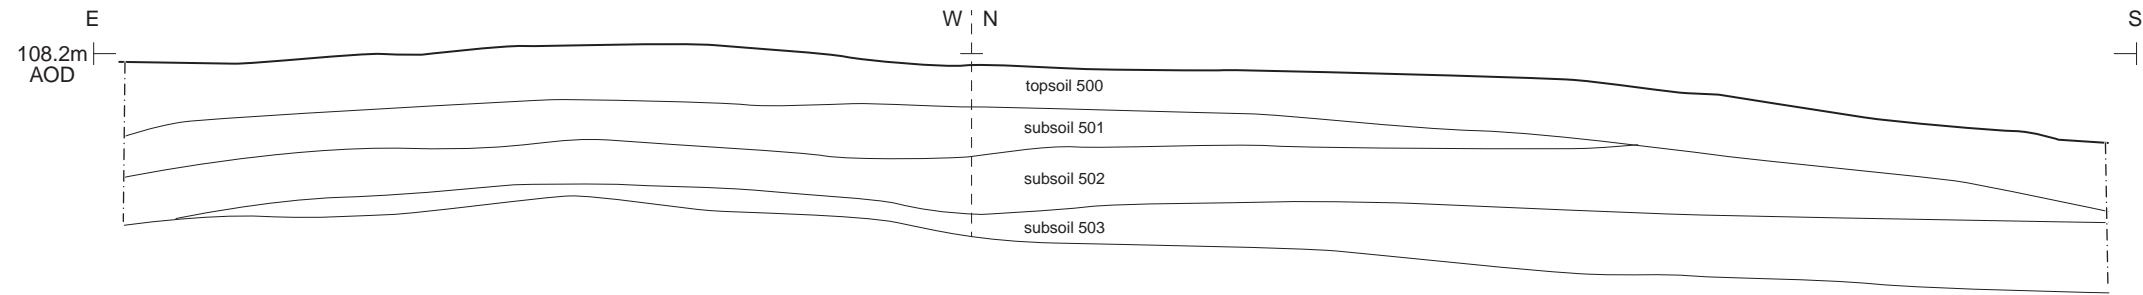 E
W N
S
108.2m
AOD
topsoil 500
subsoil 501
subsoil 502
subsoil 503